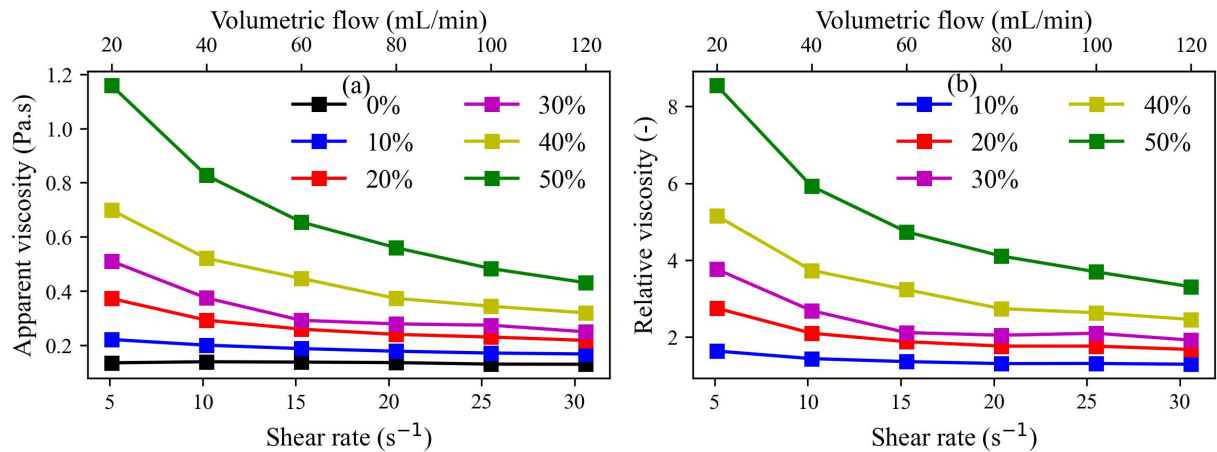 Volumetric flow (mL/min)
20 40 60 80 100 120
(a)
0% 30%
10% 40%
20% 50%
Apparent viscosity (Pa.s)
1.2
1.0
0.8
0.6
0.4
0.2
5 10 15 20 25 30
Shear rate (s⁻¹)
Volumetric flow (mL/min)
20 40 60 80 100 120
(b)
10% 40%
20% 50%
30%
Relative viscosity (-)
8
6
4
2
5 10 15 20 25 30
Shear rate (s⁻¹)